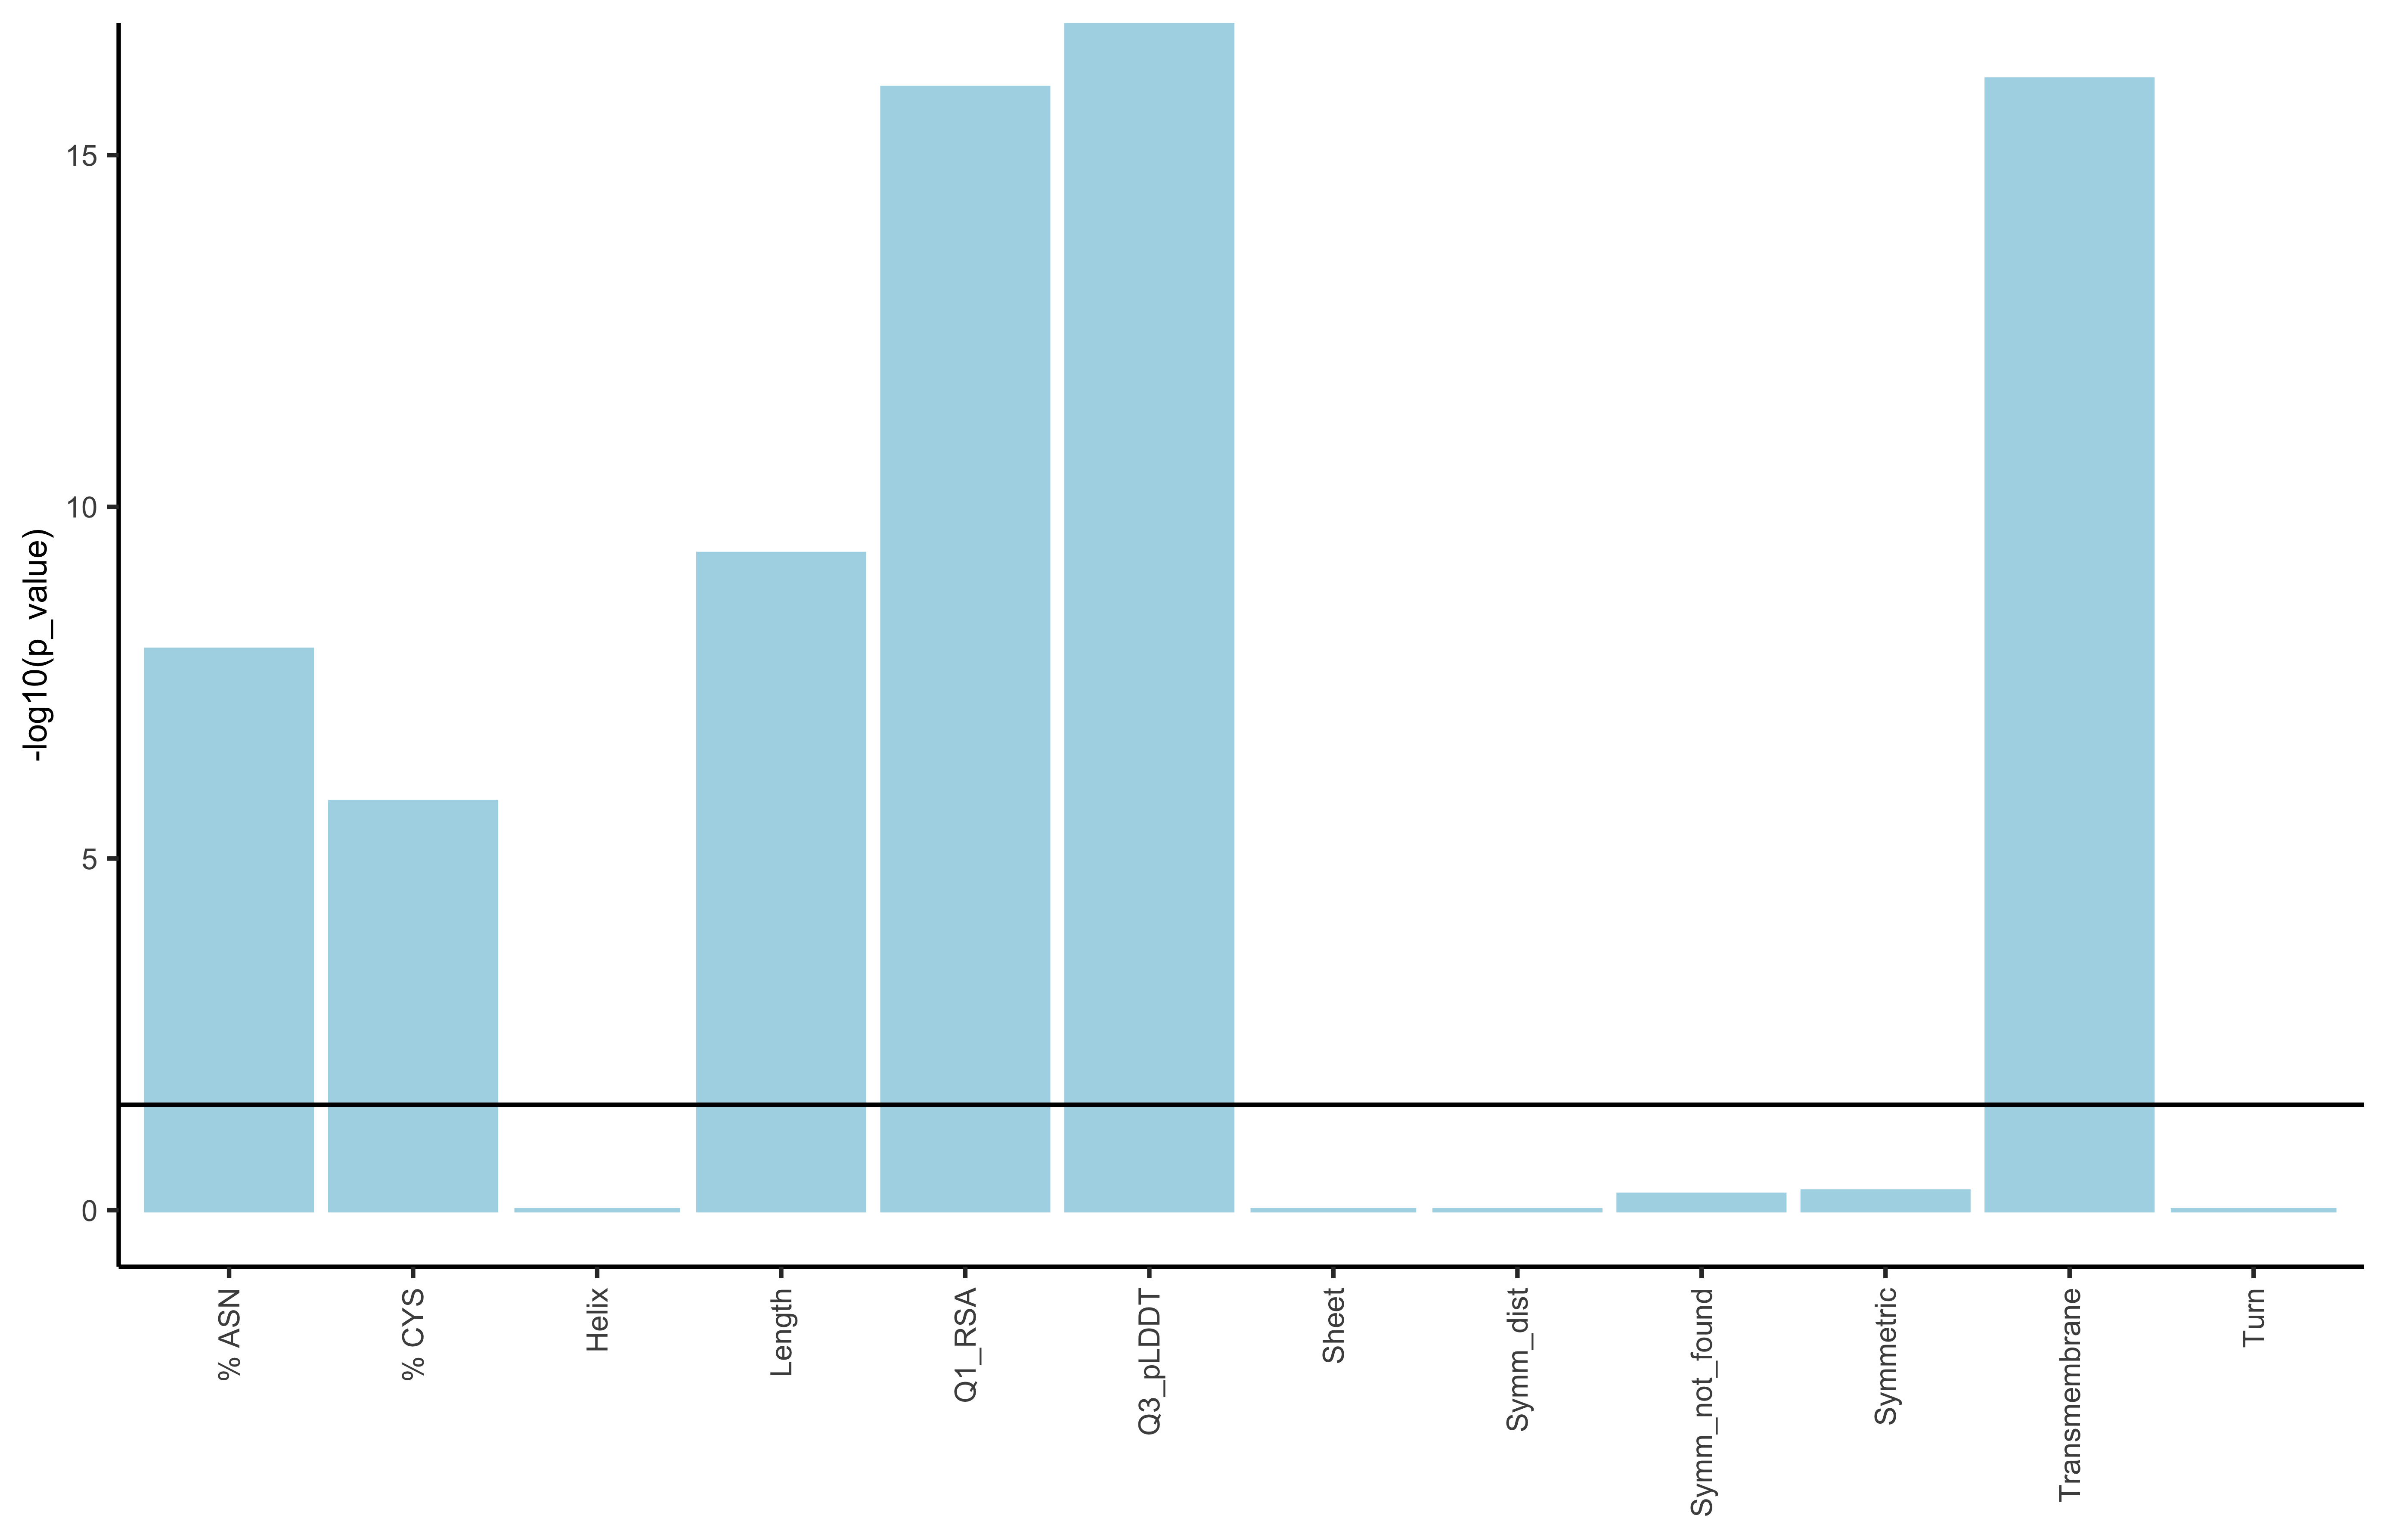 -log10(p_value)
15
10
5
0
% ASN
% CYS
Helix
Length
Q1_RSA
Q3_pLDDT
Sheet
Symm_dist
Symm_not_found
Symmetric
Transmembrane
Turn